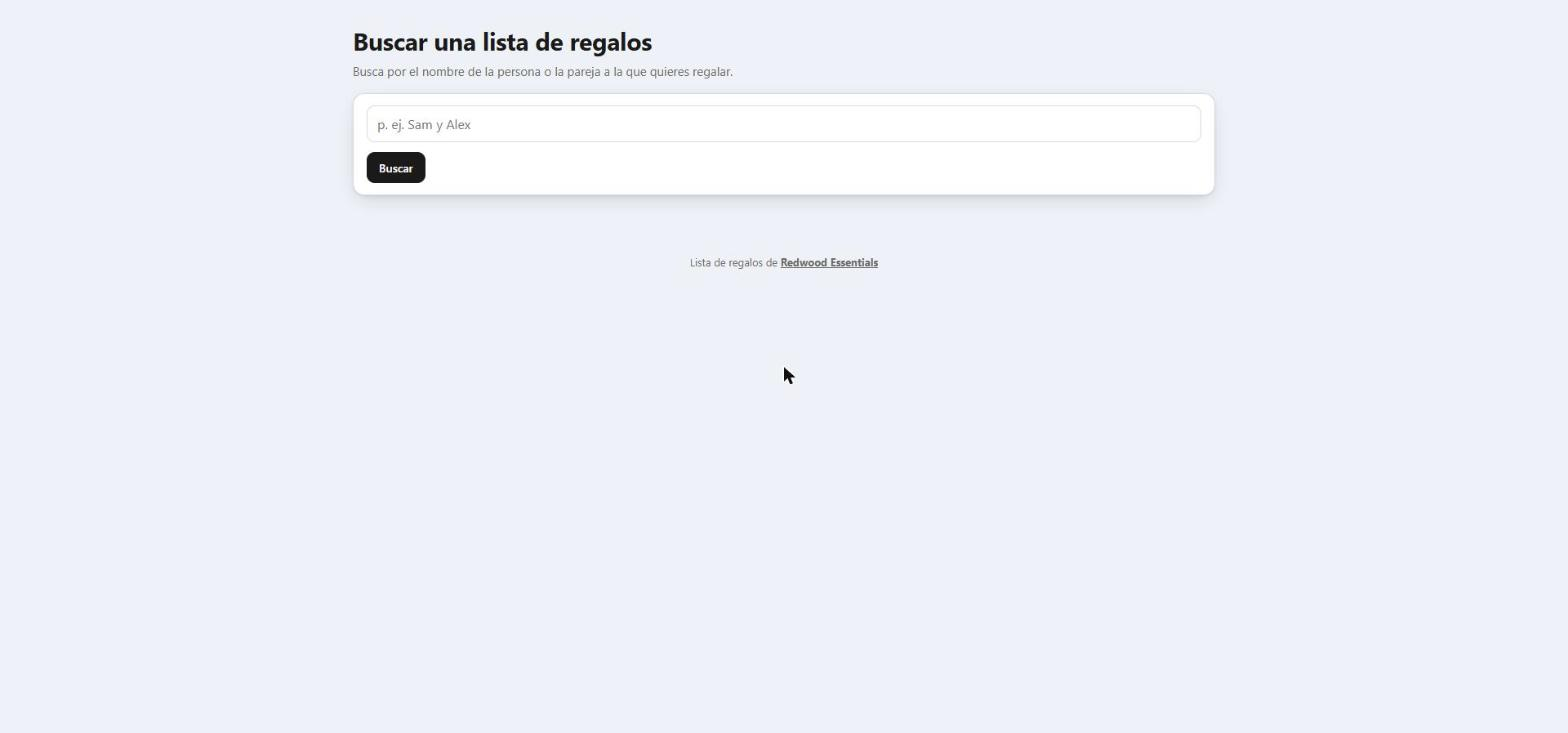 Buscar una lista de regalos
Busca por el nombre de la persona o la pareja a la que quieres regalar.
p. ej. Sam y Alex
Buscar
Lista de regalos de Redwood Essentials